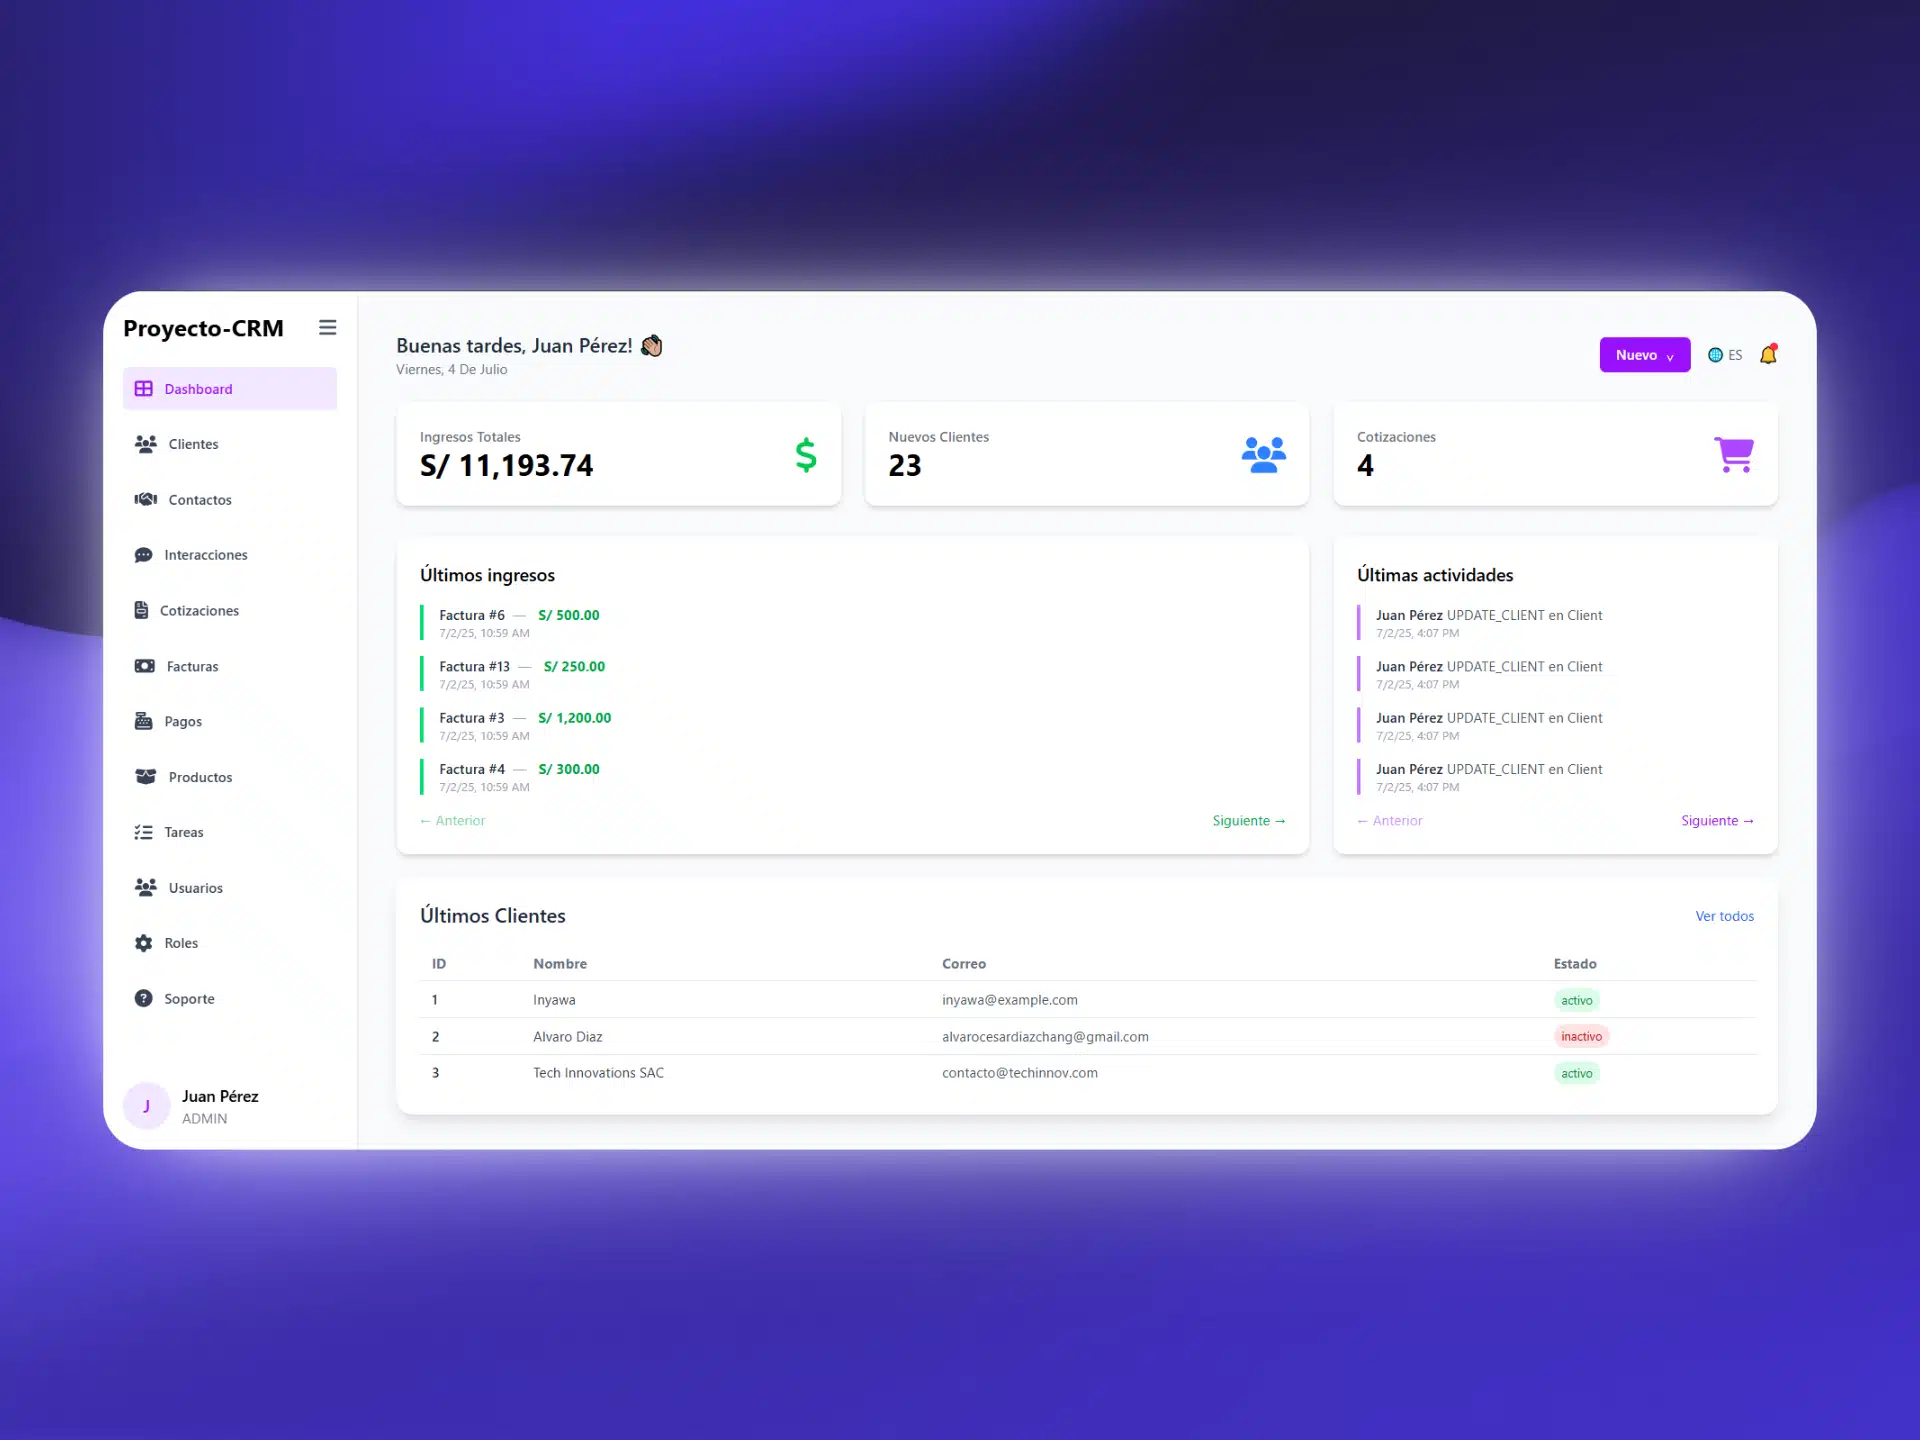 Proyecto-CRM
Dashboard
Clientes
Contactos
Interacciones
Cotizaciones
Facturas
Pagos
Productos
Tareas
Usuarios
Roles
Soporte
J
Juan Pérez
ADMIN
Buenas tardes, Juan Pérez! 👋🏽
Viernes, 4 De Julio
Nuevo
ES
Ingresos Totales
S/ 11,193.74
Nuevos Clientes
23
Cotizaciones
4
Últimos ingresos
Factura #6 — S/ 500.00
7/2/25, 10:59 AM
Factura #13 — S/ 250.00
7/2/25, 10:59 AM
Factura #3 — S/ 1,200.00
7/2/25, 10:59 AM
Factura #4 — S/ 300.00
7/2/25, 10:59 AM
← Anterior Siguiente →
Últimas actividades
Juan Pérez UPDATE_CLIENT en Client
7/2/25, 4:07 PM
Juan Pérez UPDATE_CLIENT en Client
7/2/25, 4:07 PM
Juan Pérez UPDATE_CLIENT en Client
7/2/25, 4:07 PM
Juan Pérez UPDATE_CLIENT en Client
7/2/25, 4:07 PM
← Anterior Siguiente →
Últimos Clientes Ver todos
ID Nombre Correo Estado
1 Inyawa inyawa@example.com activo
2 Alvaro Diaz alvarocesardiazchang@gmail.com inactivo
3 Tech Innovations SAC contacto@techinnov.com activo